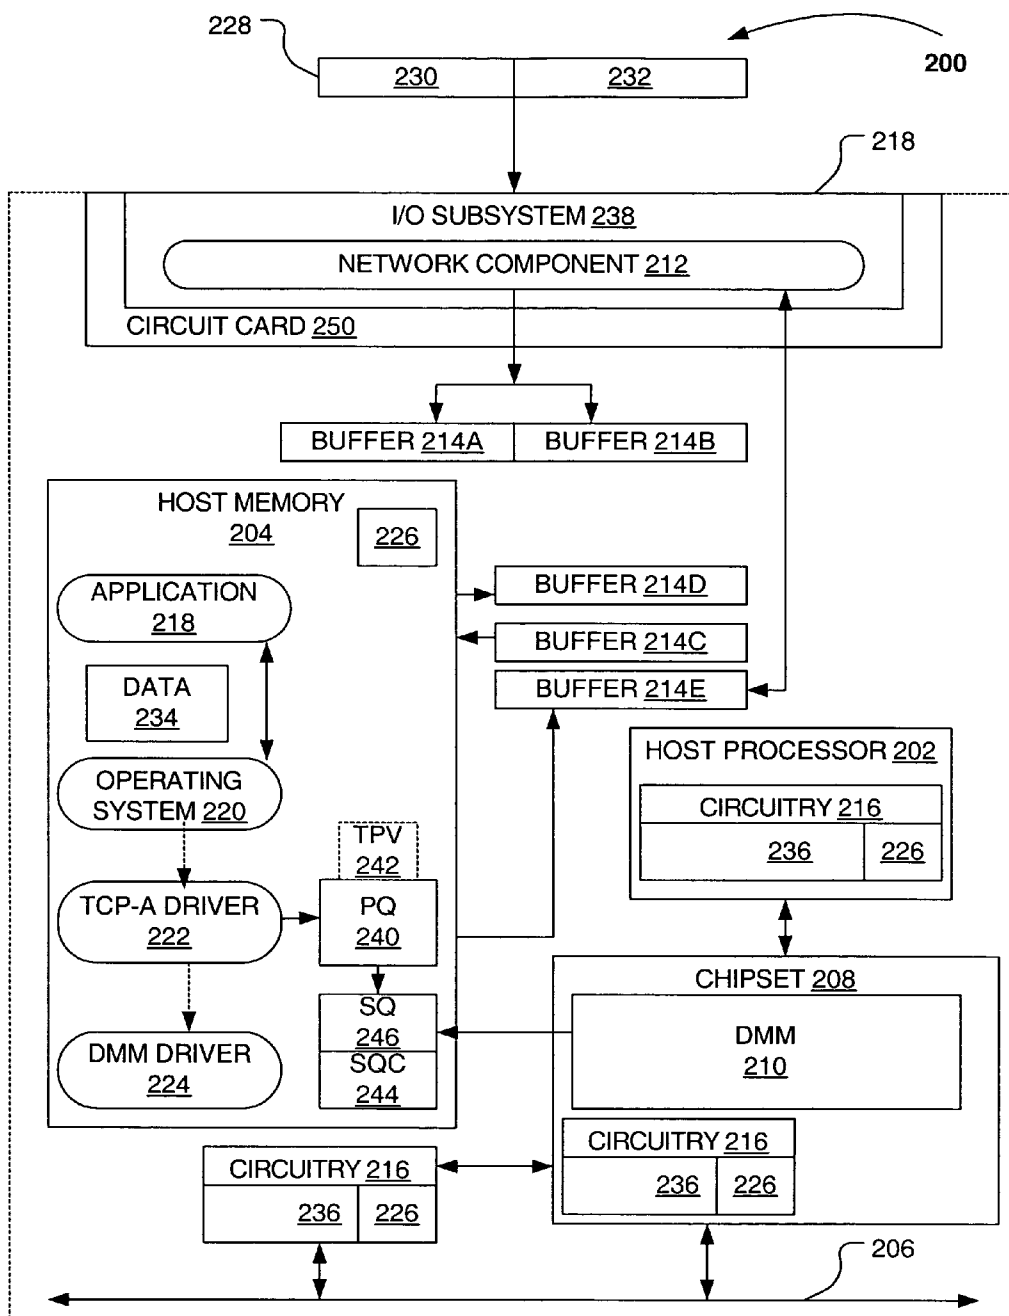 228
200
230
232
218
I/O SUBSYSTEM 238
NETWORK COMPONENT 212
CIRCUIT CARD 250
BUFFER 214A
BUFFER 214B
HOST MEMORY
204
226
APPLICATION
218
BUFFER 214D
BUFFER 214C
BUFFER 214E
DATA
234
HOST PROCESSOR 202
CIRCUITRY 216
236
226
OPERATING
SYSTEM 220
TPV
242
TCP-A DRIVER
222
PQ
240
CHIPSET 208
DMM
210
SQ
246
SQC
244
DMM DRIVER
224
CIRCUITRY 216
236
226
CIRCUITRY 216
236
226
206